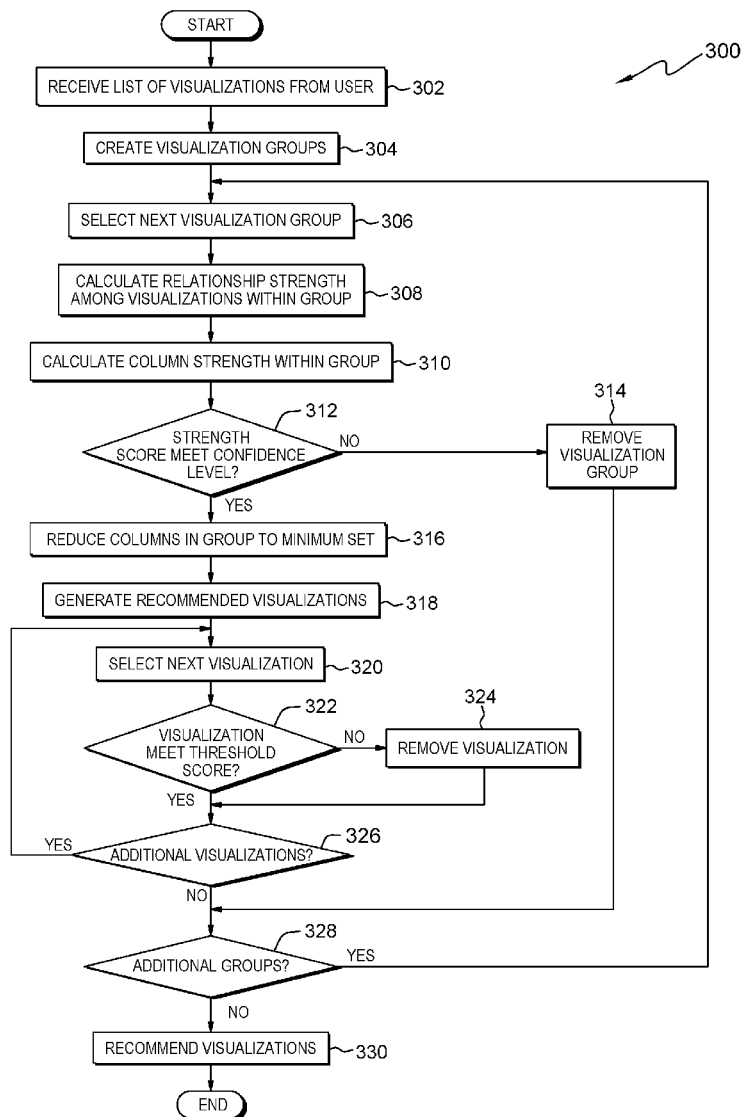 START
300
RECEIVE LIST OF VISUALIZATIONS FROM USER
302
CREATE VISUALIZATION GROUPS
304
SELECT NEXT VISUALIZATION GROUP
306
CALCULATE RELATIONSHIP STRENGTH
AMONG VISUALIZATIONS WITHIN GROUP
308
CALCULATE COLUMN STRENGTH WITHIN GROUP
310
312
STRENGTH
SCORE MEET CONFIDENCE
LEVEL?
NO
YES
314
REMOVE
VISUALIZATION
GROUP
REDUCE COLUMNS IN GROUP TO MINIMUM SET
316
GENERATE RECOMMENDED VISUALIZATIONS
318
SELECT NEXT VISUALIZATION
320
322
VISUALIZATION
MEET THRESHOLD
SCORE?
NO
YES
324
REMOVE VISUALIZATION
326
ADDITIONAL VISUALIZATIONS?
YES
NO
328
ADDITIONAL GROUPS?
YES
NO
RECOMMEND VISUALIZATIONS
330
END